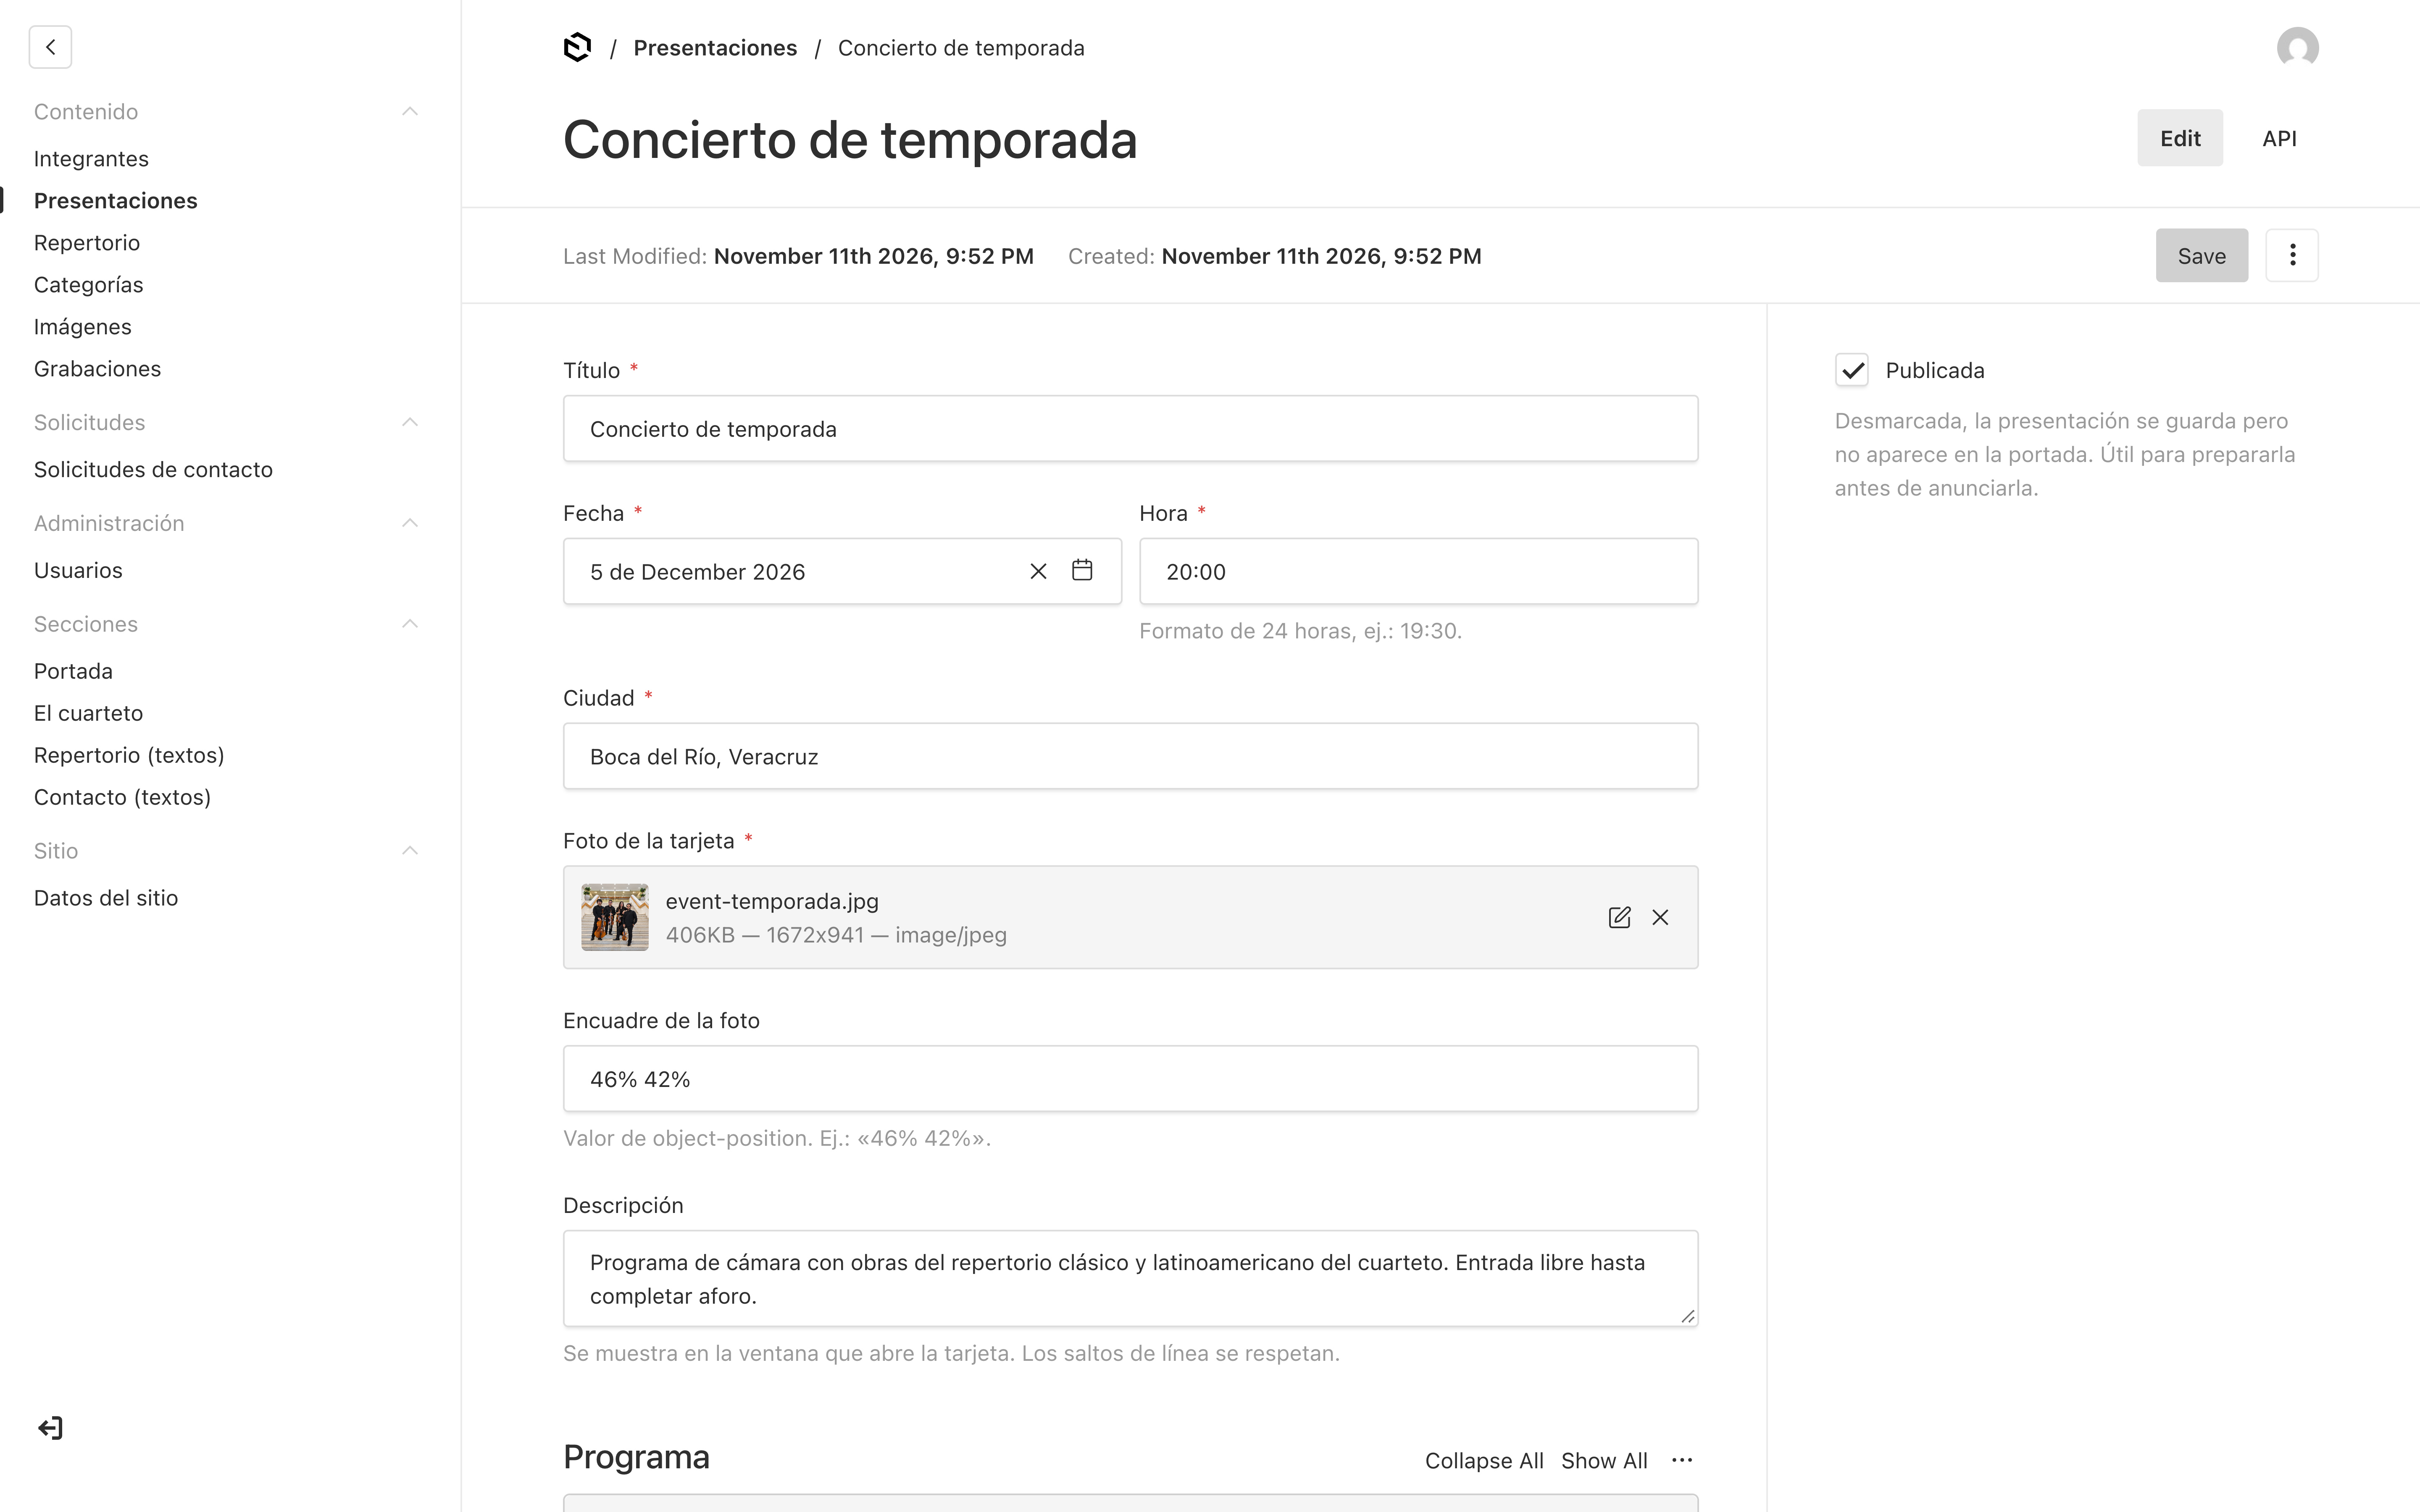 Contenido
Integrantes
Presentaciones
Repertorio
Categorías
Imágenes
Grabaciones
Solicitudes
Solicitudes de contacto
Administración
Usuarios
Secciones
Portada
El cuarteto
Repertorio (textos)
Contacto (textos)
Sitio
Datos del sitio
/ Presentaciones / Concierto de temporada
Concierto de temporada
Edit API
Last Modified: November 11th 2026, 9:52 PM Created: November 11th 2026, 9:52 PM
Save
Título *
Concierto de temporada
Fecha * Hora *
5 de December 2026 20:00
Formato de 24 horas, ej.: 19:30.
Ciudad *
Boca del Río, Veracruz
Foto de la tarjeta *
event-temporada.jpg
406KB — 1672x941 — image/jpeg
Encuadre de la foto
46% 42%
Valor de object-position. Ej.: «46% 42%».
Descripción
Programa de cámara con obras del repertorio clásico y latinoamericano del cuarteto. Entrada libre hasta
completar aforo.
Se muestra en la ventana que abre la tarjeta. Los saltos de línea se respetan.
Programa
Collapse All Show All
Publicada
Desmarcada, la presentación se guarda pero
no aparece en la portada. Útil para prepararla
antes de anunciarla.